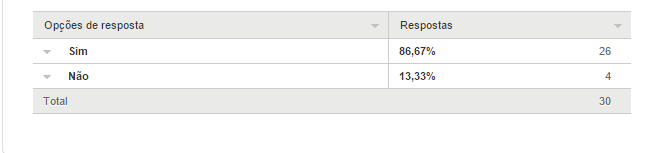 Opções de resposta Respostas
Sim 86,67% 26
Não 13,33% 4
Total 30